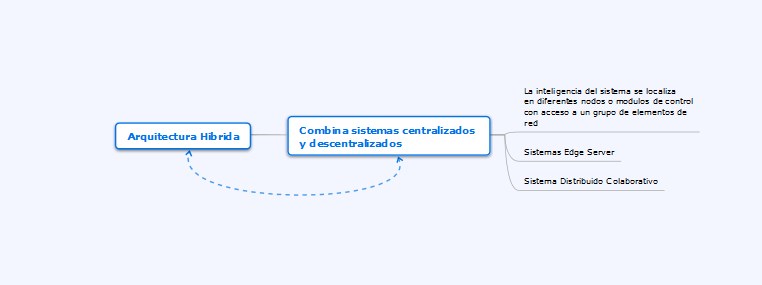 Arquitectura Hibrida
Combina sistemas centralizados
y descentralizados
La inteligencia del sistema se localiza
en diferentes nodos o modulos de control
con acceso a un grupo de elementos de
red
Sistemas Edge Server
Sistema Distribuido Colaborativo